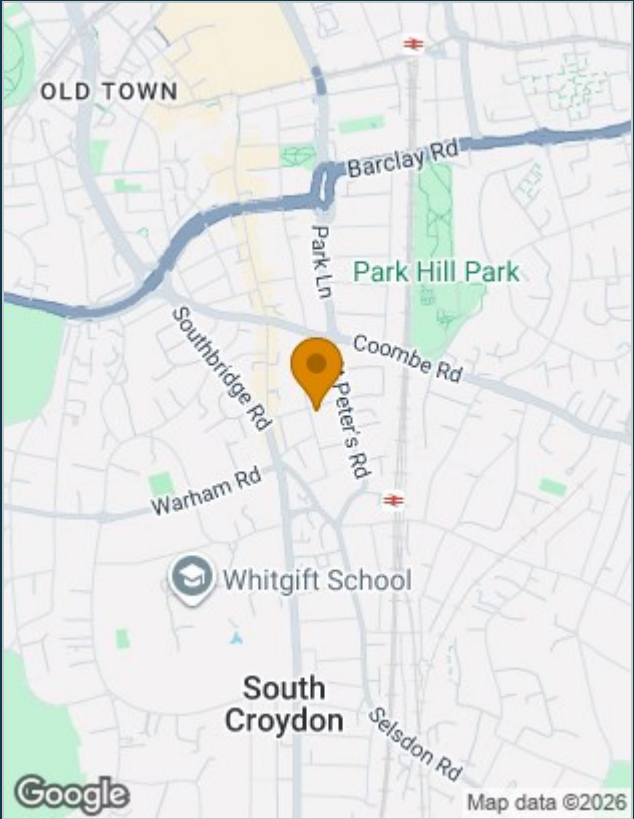 OLD TOWN
Barclay Rd
Park Ln
Park Hill Park
Coombe Rd
Southbridge Rd
Peter's Rd
Warham Rd
Whitgift School
South
Croydon
Selsdon Rd
Google
Map data ©2026